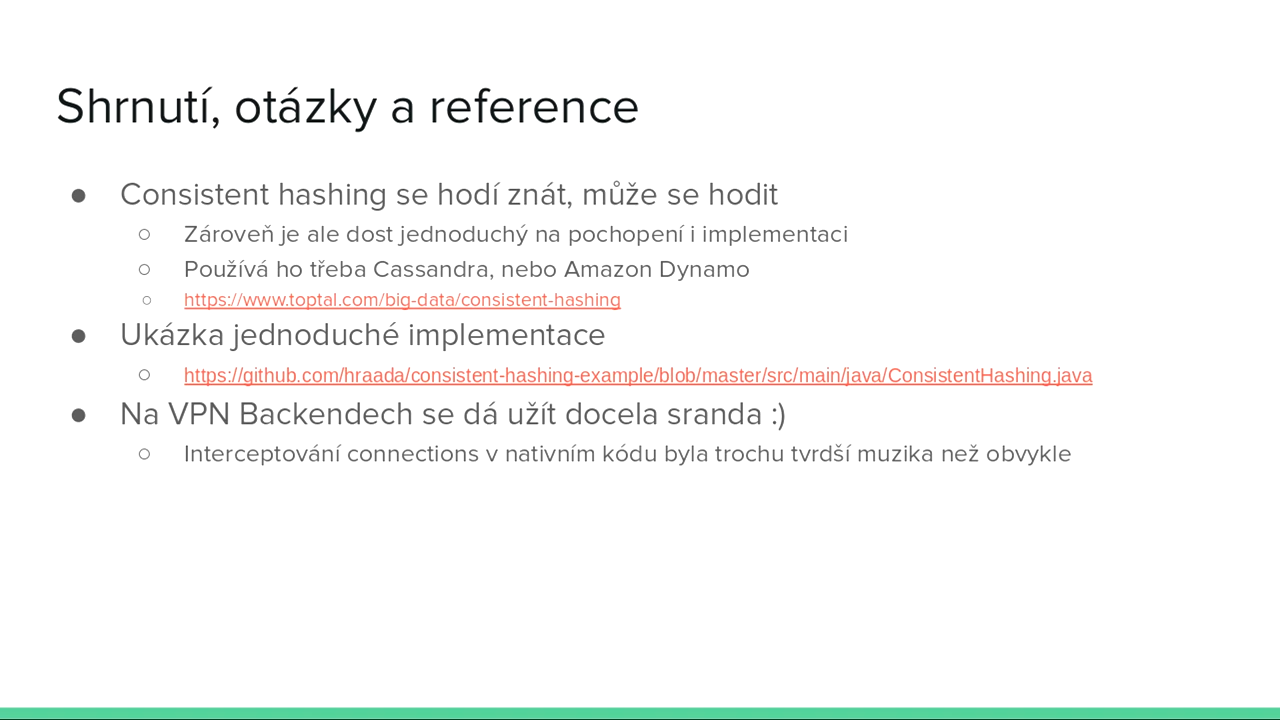 Shrnutí, otázky a reference
● Consistent hashing se hodí znát, může se hodit
○ Zároveň je ale dost jednoduchý na pochopení i implementaci
○ Používá ho třeba Cassandra, nebo Amazon Dynamo
○ https://www.toptal.com/big-data/consistent-hashing
● Ukázka jednoduché implementace
○ https://github.com/hraada/consistent-hashing-example/blob/master/src/main/java/ConsistentHashing.java
● Na VPN Backendech se dá užít docela sranda :)
○ Interceptování connections v nativním kódu byla trochu tvrdší muzika než obvykle